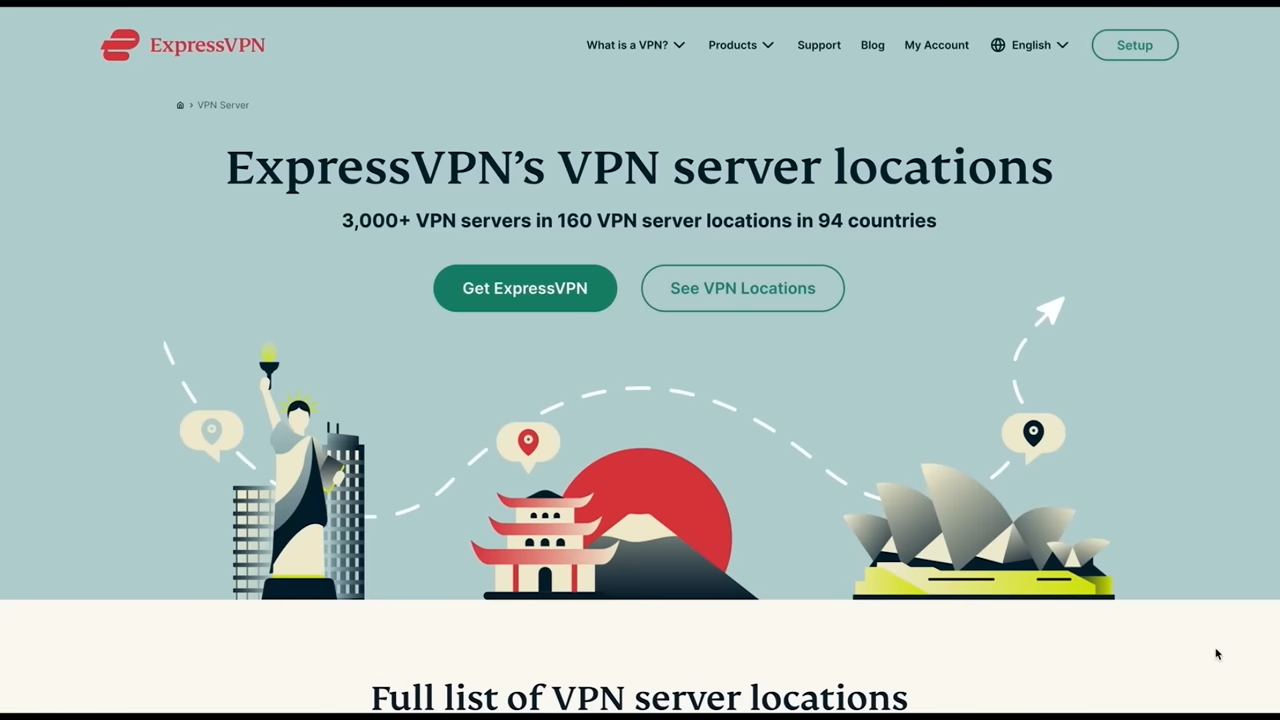 ExpressVPN
What is a VPN? Products Support Blog My Account English Setup
› VPN Server
ExpressVPN’s VPN server locations
3,000+ VPN servers in 160 VPN server locations in 94 countries
Get ExpressVPN See VPN Locations
Full list of VPN server locations